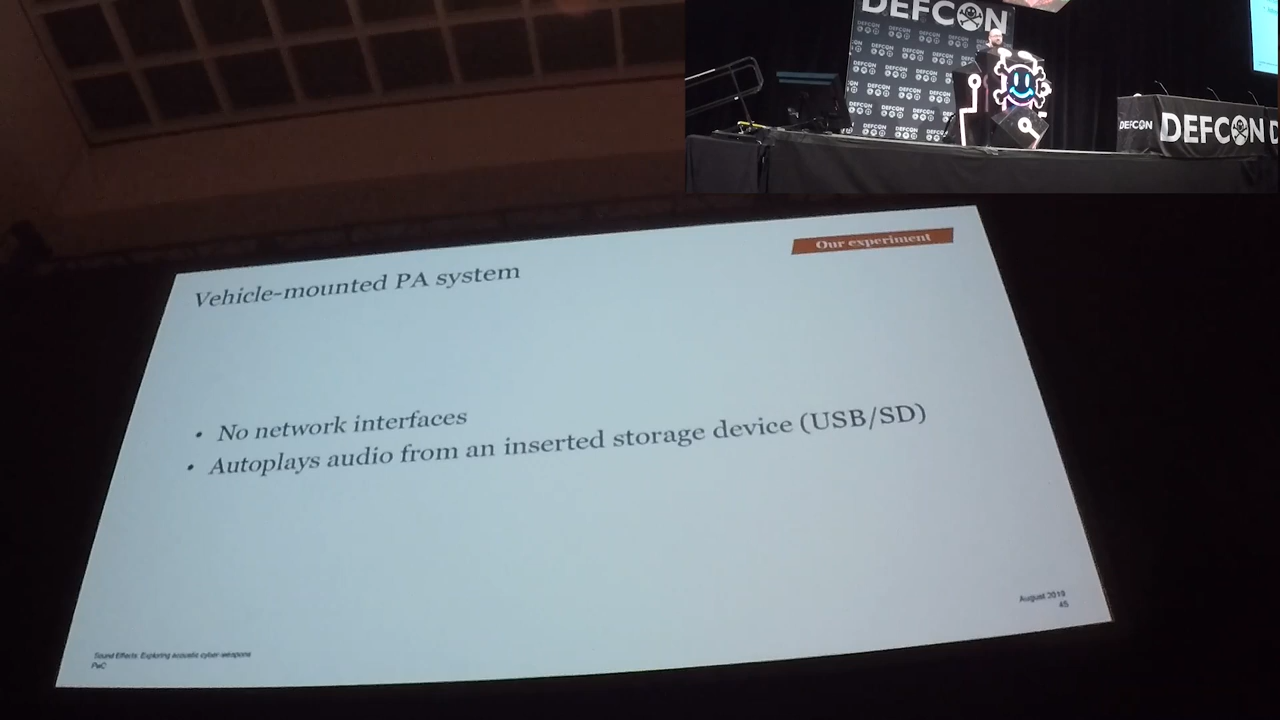 DEFCON
DEFCON
DEFCON
Our experiment
Vehicle-mounted PA system
• No network interfaces
• Autoplays audio from an inserted storage device (USB/SD)
August 2019
45
Sound Effects: Exploring acoustic cyber-weapons
PwC